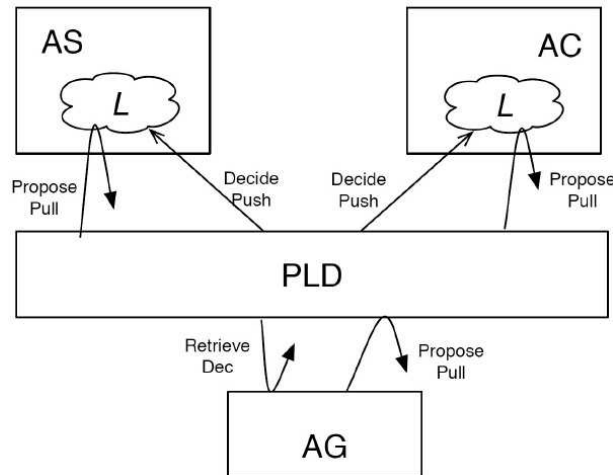 AS
AC
L
L
Propose
Pull
Decide
Push
Decide
Push
Propose
Pull
PLD
Retrieve
Dec
Propose
Pull
AG